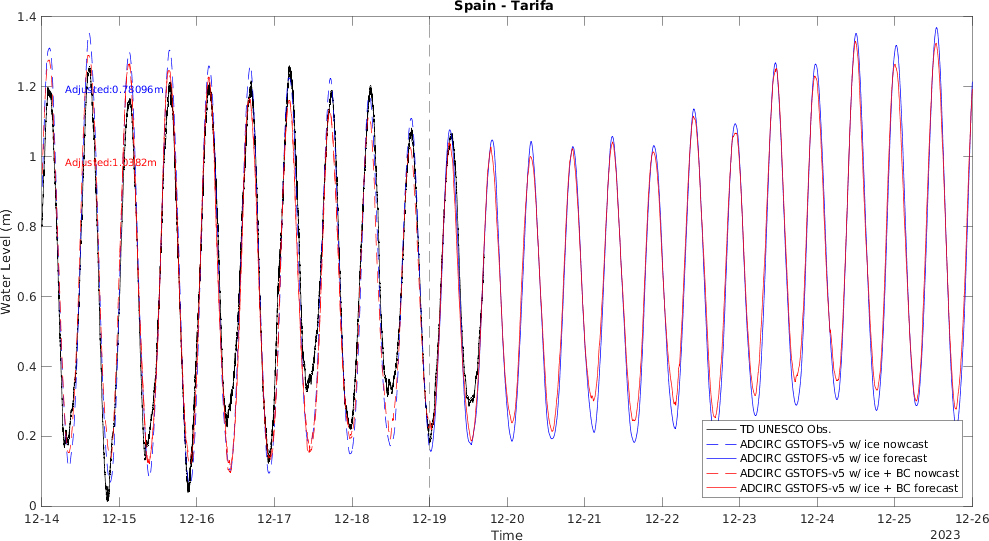 Spain - Tarifa
1.4
1.2
1
0.8
0.6
0.4
0.2
0
Water Level (m)
Adjusted:0.78096m
Adjusted:1.0382m
TD UNESCO Obs.
ADCIRC GSTOFS-v5 w/ ice nowcast
ADCIRC GSTOFS-v5 w/ ice forecast
ADCIRC GSTOFS-v5 w/ ice + BC nowcast
ADCIRC GSTOFS-v5 w/ ice + BC forecast
12-14 12-15 12-16 12-17 12-18 12-19 12-20 12-21 12-22 12-23 12-24 12-25 12-26
Time
2023